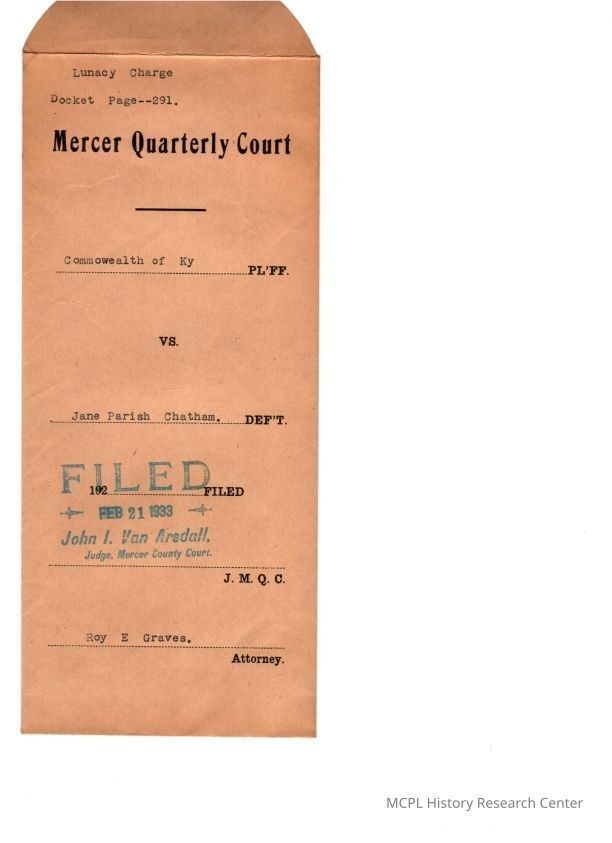 Lunacy Charge
Docket Page--291.
Mercer Quarterly Court
Commowealth of Ky PL'FF.
VS.
Jane Parish Chatham. DEF'T.
FILED
192 FILED
FEB 21 1933
John I. Van Arsdall,
Judge, Mercer County Court.
J. M. Q. C.
Roy E Graves.
Attorney.
MCPL History Research Center